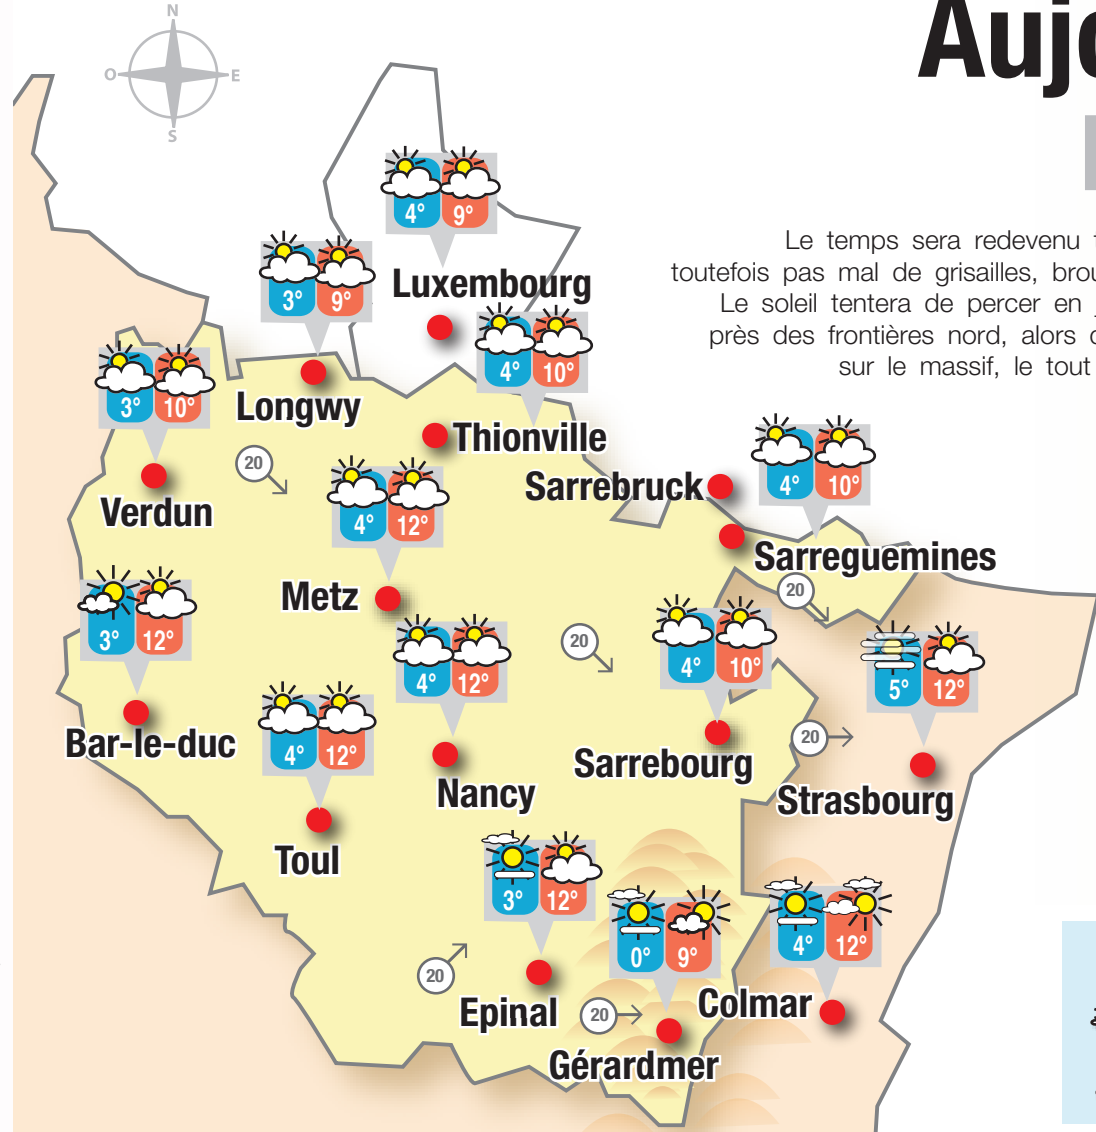 N
O E
S
Aujo
Le temps sera redevenu
toutefois pas mal de grisailles,
Le soleil tentera de percer en
près des frontières nord, alors
sur le massif, le tout
4° 9°
Luxembourg
3° 9°
Longwy
4° 10°
Thionville
3° 10°
Verdun
20
4° 12°
Metz
Sarrebruck
4° 10°
Sarreguemines
20
3° 12°
Bar-le-duc
4° 12°
Nancy
20
4° 10°
Sarrebourg
5° 12°
Strasbourg
20
4° 12°
Toul
3° 12°
Epinal
20
0° 9°
Gérardmer
20
4° 12°
Colmar